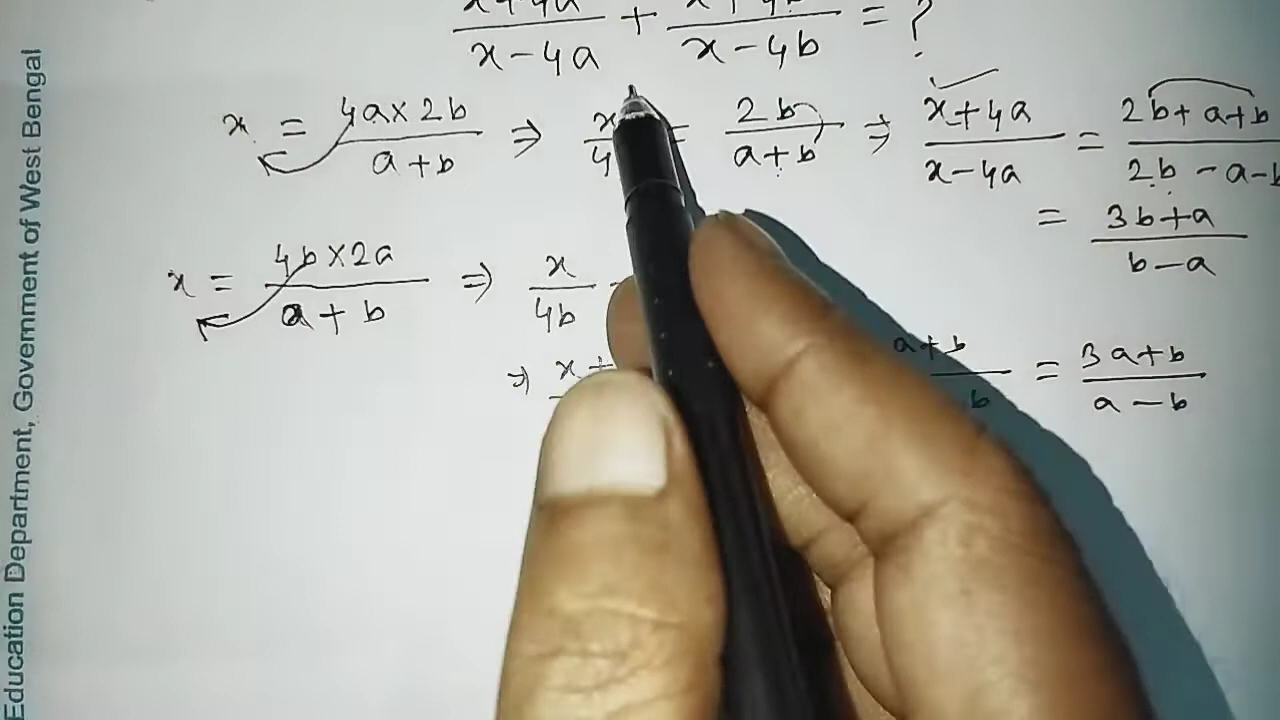 x+4a/x-4a + x+4b/x-4b = ?
x = 4a×2b/a+b ⇒ x/4 = 2b/a+b ⇒ x+4a/x-4a = 2b+a+b/2b-a-b
= 3b+a/b-a
x = 4b×2a/a+b ⇒ x/4b
⇒ x+ a+b/b = 3a+b/a-b
Education Department, Government of West Bengal